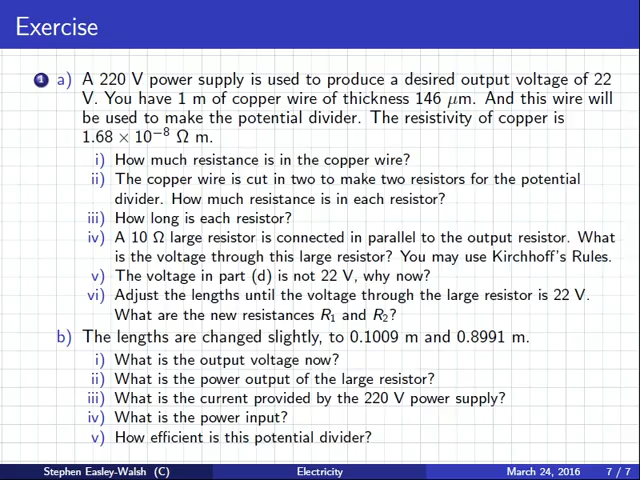 Exercise
1 a) A 220 V power supply is used to produce a desired output voltage of 22
V. You have 1 m of copper wire of thickness 146 μm. And this wire will
be used to make the potential divider. The resistivity of copper is
1.68 × 10⁻⁸ Ω m.
i) How much resistance is in the copper wire?
ii) The copper wire is cut in two to make two resistors for the potential
divider. How much resistance is in each resistor?
iii) How long is each resistor?
iv) A 10 Ω large resistor is connected in parallel to the output resistor. What
is the voltage through this large resistor? You may use Kirchhoff's Rules.
v) The voltage in part (d) is not 22 V, why now?
vi) Adjust the lengths until the voltage through the large resistor is 22 V.
What are the new resistances R₁ and R₂?
b) The lengths are changed slightly, to 0.1009 m and 0.8991 m.
i) What is the output voltage now?
ii) What is the power output of the large resistor?
iii) What is the current provided by the 220 V power supply?
iv) What is the power input?
v) How efficient is this potential divider?
Stephen Easley-Walsh (C) Electricity March 24, 2016 7 / 7